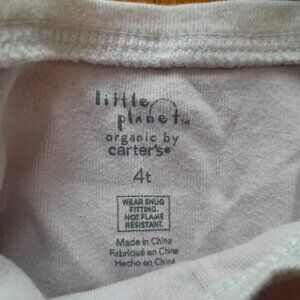 little
planet™
organic by
carter's®
4t
WEAR SNUG
FITTING.
NOT FLAME
RESISTANT.
Made in China
Fabriqué en Chine
Hecho en China